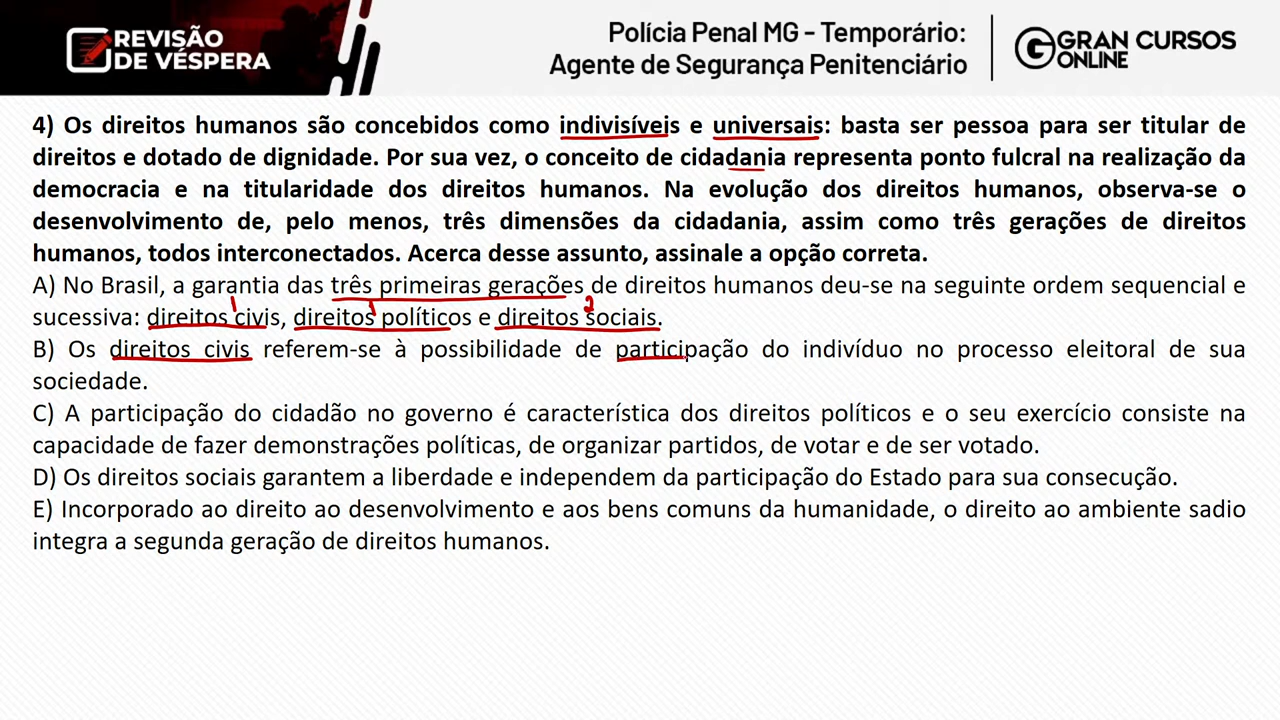 REVISÃO
DE VÉSPERA
Polícia Penal MG - Temporário:
Agente de Segurança Penitenciário
GRAN CURSOS
ONLINE
4) Os direitos humanos são concebidos como indivisíveis e universais: basta ser pessoa para ser titular de
direitos e dotado de dignidade. Por sua vez, o conceito de cidadania representa ponto fulcral na realização da
democracia e na titularidade dos direitos humanos. Na evolução dos direitos humanos, observa-se o
desenvolvimento de, pelo menos, três dimensões da cidadania, assim como três gerações de direitos
humanos, todos interconectados. Acerca desse assunto, assinale a opção correta.
A) No Brasil, a garantia das três primeiras gerações de direitos humanos deu-se na seguinte ordem sequencial e
1 1 2
sucessiva: direitos civis, direitos políticos e direitos sociais.
B) Os direitos civis referem-se à possibilidade de participação do indivíduo no processo eleitoral de sua
sociedade.
C) A participação do cidadão no governo é característica dos direitos políticos e o seu exercício consiste na
capacidade de fazer demonstrações políticas, de organizar partidos, de votar e de ser votado.
D) Os direitos sociais garantem a liberdade e independem da participação do Estado para sua consecução.
E) Incorporado ao direito ao desenvolvimento e aos bens comuns da humanidade, o direito ao ambiente sadio
integra a segunda geração de direitos humanos.